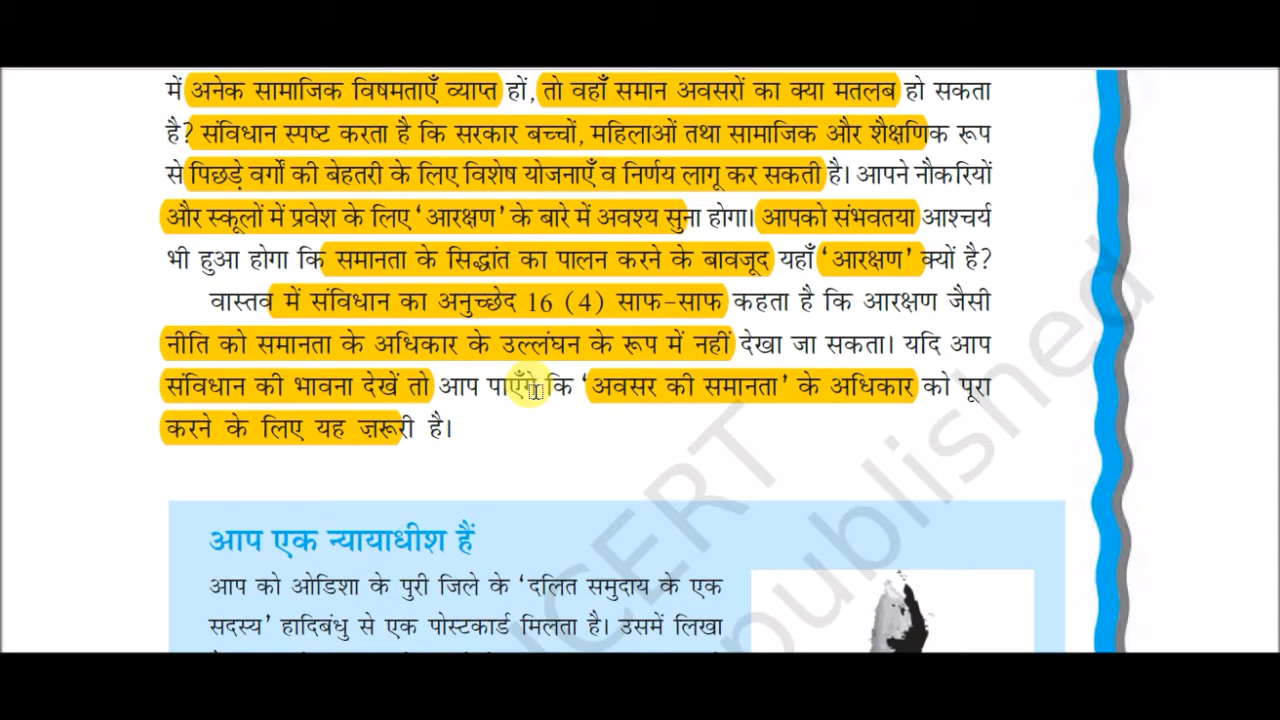 में अनेक सामाजिक विषमताएँ व्याप्त हों, तो वहाँ समान अवसरों का क्या मतलब हो सकता
है? संविधान स्पष्ट करता है कि सरकार बच्चों, महिलाओं तथा सामाजिक और शैक्षणिक रूप
से पिछड़े वर्गों की बेहतरी के लिए विशेष योजनाएँ व निर्णय लागू कर सकती है। आपने नौकरियों
और स्कूलों में प्रवेश के लिए ‘आरक्षण’ के बारे में अवश्य सुना होगा। आपको संभवतया आश्चर्य
भी हुआ होगा कि समानता के सिद्धांत का पालन करने के बावजूद यहाँ ‘आरक्षण’ क्यों है?
वास्तव में संविधान का अनुच्छेद 16 (4) साफ-साफ कहता है कि आरक्षण जैसी
नीति को समानता के अधिकार के उल्लंघन के रूप में नहीं देखा जा सकता। यदि आप
संविधान की भावना देखें तो आप पाएँगे कि ‘अवसर की समानता’ के अधिकार को पूरा
करने के लिए यह ज़रूरी है।
आप एक न्यायाधीश हैं
आप को ओडिशा के पुरी जिले के ‘दलित समुदाय के एक
सदस्य’ हादिबंधु से एक पोस्टकार्ड मिलता है। उसमें लिखा
NCERT
published